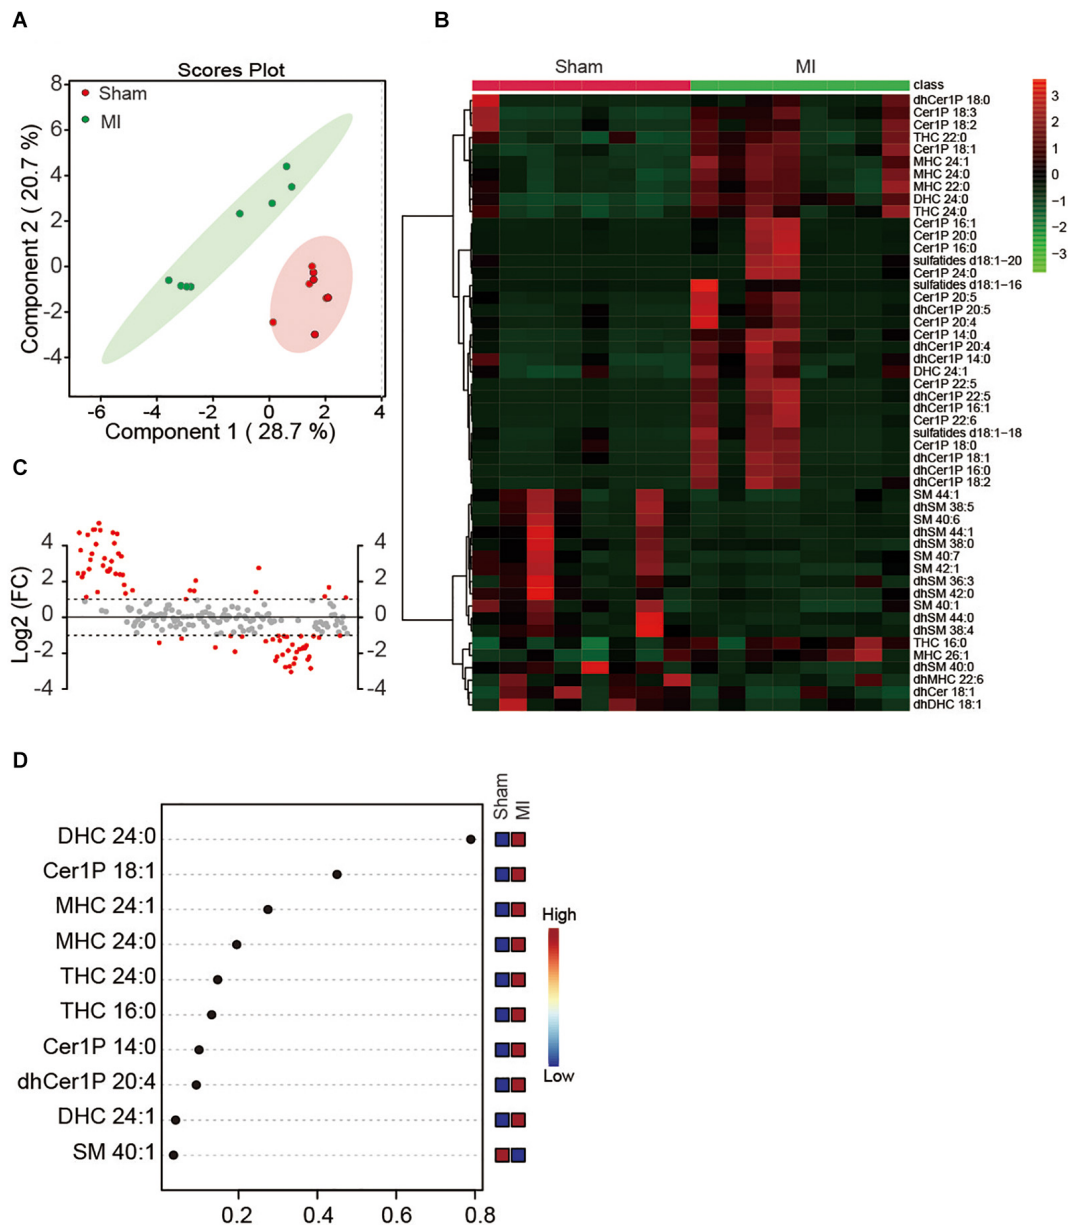 A
B
Scores Plot
Sham
MI
8
6
4
2
0
-2
-4
-6
-4
-2
0
2
4
Component 2 ( 20.7 %)
Component 1 ( 28.7 %)
Sham
MI
class
dhCer1P 18:0
Cer1P 18:3
Cer1P 18:2
THC 22:0
Cer1P 18:1
MHC 24:1
MHC 24:0
MHC 22:0
DHC 24:0
THC 24:0
Cer1P 16:1
Cer1P 20:0
Cer1P 16:0
sulfatides d18:1−20
Cer1P 24:0
sulfatides d18:1−16
Cer1P 20:5
dhCer1P 20:5
Cer1P 20:4
Cer1P 14:0
dhCer1P 20:4
dhCer1P 14:0
DHC 24:1
Cer1P 22:5
dhCer1P 22:5
dhCer1P 16:1
Cer1P 22:6
sulfatides d18:1−18
Cer1P 18:0
dhCer1P 18:1
dhCer1P 16:0
dhCer1P 18:2
SM 44:1
dhSM 38:5
SM 40:6
dhSM 44:1
dhSM 38:0
SM 40:7
SM 42:1
dhSM 36:3
dhSM 42:0
SM 40:1
dhSM 44:0
dhSM 38:4
THC 16:0
MHC 26:1
dhSM 40:0
dhMHC 22:6
dhCer 18:1
dhDHC 18:1
3
2
1
0
−1
−2
−3
C
Log2 (FC)
4
2
0
-2
-4
4
2
0
-2
-4
D
Sham
MI
DHC 24:0
Cer1P 18:1
MHC 24:1
MHC 24:0
THC 24:0
THC 16:0
Cer1P 14:0
dhCer1P 20:4
DHC 24:1
SM 40:1
High
Low
0.2
0.4
0.6
0.8